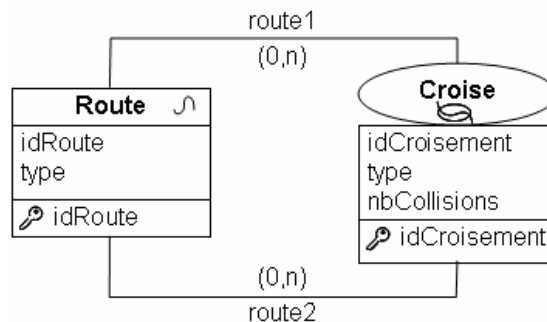 route1
(0,n)
Route
idRoute
type
idRoute
Croise
idCroisement
type
nbCollisions
idCroisement
(0,n)
route2